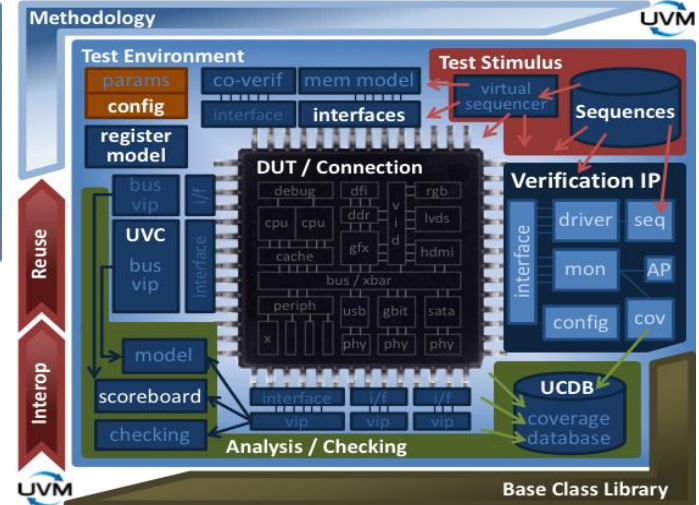 Methodology
UVM
Test Environment
params
config
register
model
co-verif
mem model
interface
interfaces
Test Stimulus
virtual
sequencer
Sequences
DUT / Connection
debug
dfi
rgb
cpu
cpu
ddr
vid
lvds
gfx
hdmi
cache
bus / xbar
periph
usb
gbit
sata
x
phy
phy
phy
bus
vip
i/f
UVC
bus
vip
interface
Verification IP
interface
driver
seq
mon
AP
config
cov
Reuse
Interop
model
scoreboard
checking
interface
i/f
i/f
vip
vip
vip
Analysis / Checking
UCDB
coverage
database
UVM
Base Class Library